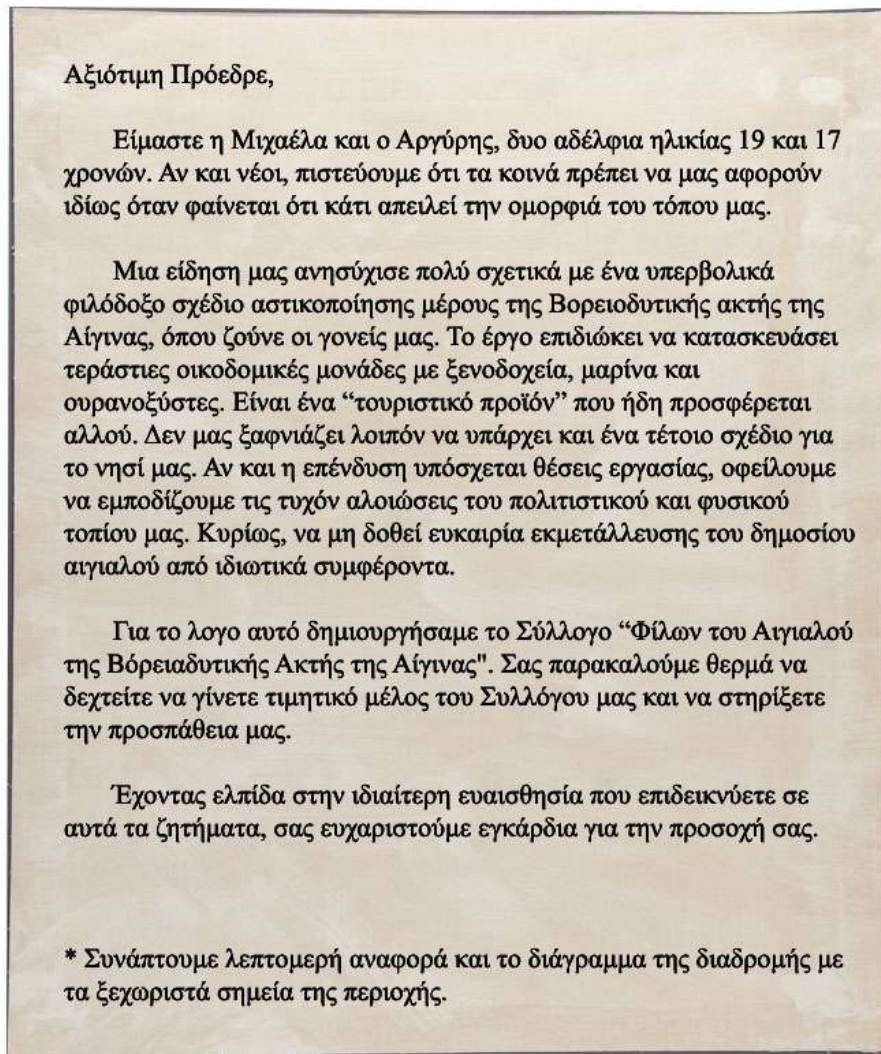 Αξιότιμη Πρόεδρε,
Είμαστε η Μιχαέλα και ο Αργύρης, δυο αδέλφια ηλικίας 19 και 17
χρονών. Αν και νέοι, πιστεύουμε ότι τα κοινά πρέπει να μας αφορούν
ιδίως όταν φαίνεται ότι κάτι απειλεί την ομορφιά του τόπου μας.
Μια είδηση μας ανησύχισε πολύ σχετικά με ένα υπερβολικά
φιλόδοξο σχέδιο αστικοποίησης μέρους της Βορειοδυτικής ακτής της
Αίγινας, όπου ζούνε οι γονείς μας. Το έργο επιδιώκει να κατασκευάσει
τεράστιες οικοδομικές μονάδες με ξενοδοχεία, μαρίνα και
ουρανοξύστες. Είναι ένα “τουριστικό προϊόν” που ήδη προσφέρεται
αλλού. Δεν μας ξαφνιάζει λοιπόν να υπάρχει και ένα τέτοιο σχέδιο για
το νησί μας. Αν και η επένδυση υπόσχεται θέσεις εργασίας, οφείλουμε
να εμποδίζουμε τις τυχόν αλοιώσεις του πολιτιστικού και φυσικού
τοπίου μας. Κυρίως, να μη δοθεί ευκαιρία εκμετάλλευσης του δημοσίου
αιγιαλού από ιδιωτικά συμφέροντα.
Για το λογο αυτό δημιουργήσαμε το Σύλλογο “Φίλων του Αιγιαλού
της Βόρειαδυτικής Ακτής της Αίγινας". Σας παρακαλούμε θερμά να
δεχτείτε να γίνετε τιμητικό μέλος του Συλλόγου μας και να στηρίξετε
την προσπάθεια μας.
Έχοντας ελπίδα στην ιδιαίτερη ευαισθησία που επιδεικνύετε σε
αυτά τα ζητήματα, σας ευχαριστούμε εγκάρδια για την προσοχή σας.
* Συνάπτουμε λεπτομερή αναφορά και το διάγραμμα της διαδρομής με
τα ξεχωριστά σημεία της περιοχής.